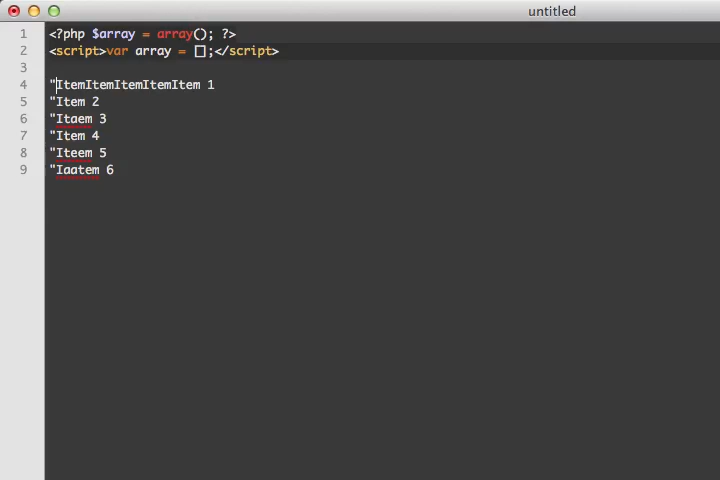 untitled
1 <?php $array = array(); ?>
2 <script>var array = [];</script>
3
4 "ItemItemItemItemItem 1
5 "Item 2
6 "Itaem 3
7 "Item 4
8 "Iteem 5
9 "Iaatem 6